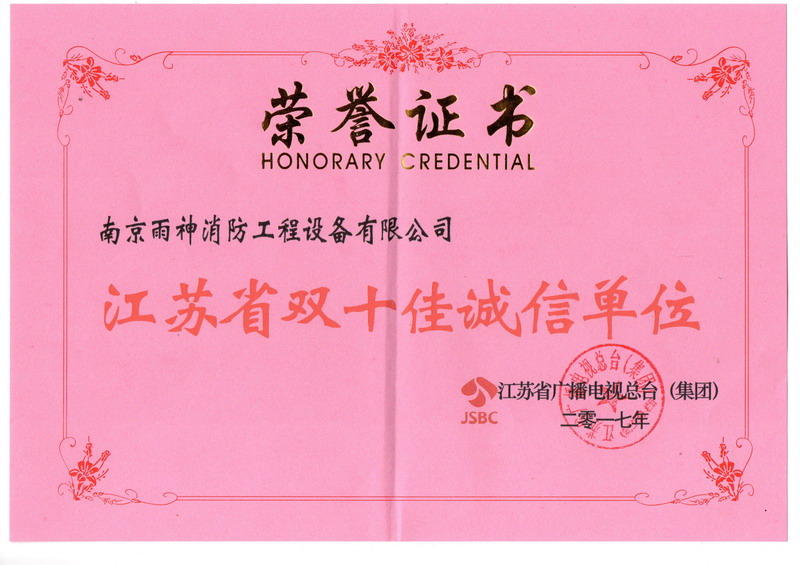 荣誉证书
HONORARY CREDENTIAL
南京雨神消防工程设备有限公司
江苏省双十佳诚信单位
JSBC
江苏省广播电视总台(集团)
二零一七年